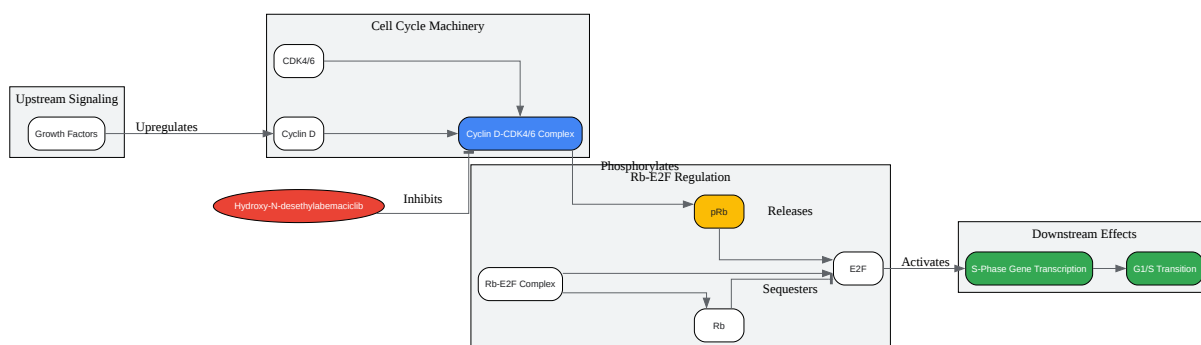 Cell Cycle Machinery
CDK4/6
Upstream Signaling
Growth Factors
Upregulates
Cyclin D
Cyclin D-CDK4/6 Complex
Phosphorylates
Rb-E2F Regulation
Hydroxy-N-desethylabemaciclib
Inhibits
pRb
Releases
Rb-E2F Complex
Sequesters
E2F
Rb
Activates
Downstream Effects
S-Phase Gene Transcription
G1/S Transition